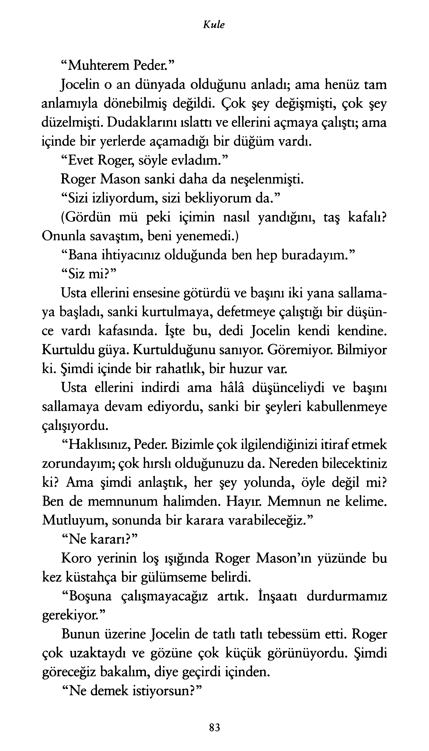 Kule
“Muhterem Peder.”
Jocelin o an dünyada olduğunu anladı; ama henüz tam
anlamıyla dönebilmiş değildi. Çok şey değişmişti, çok şey
düzelmişti. Dudaklarını ıslattı ve ellerini açmaya çalıştı; ama
içinde bir yerlerde açamadığı bir düğüm vardı.
“Evet Roger, söyle evladım.”
Roger Mason sanki daha da neşelenmişti.
“Sizi izliyordum, sizi bekliyorum da.”
(Gördün mü peki içimin nasıl yandığını, taş kafalı?
Onunla savaştım, beni yenemedi.)
“Bana ihtiyacınız olduğunda ben hep buradayım.”
“Siz mi?”
Usta ellerini ensesine götürdü ve başını iki yana sallama-
ya başladı, sanki kurtulmaya, defetmeye çalıştığı bir düşün-
ce vardı kafasında. İşte bu, dedi Jocelin kendi kendine.
Kurtuldu güya. Kurtulduğunu sanıyor. Göremiyor. Bilmiyor
ki. Şimdi içinde bir rahatlık, bir huzur var.
Usta ellerini indirdi ama hâlâ düşünceliydi ve başını
sallamaya devam ediyordu, sanki bir şeyleri kabullenmeye
çalışıyordu.
“Haklısınız, Peder. Bizimle çok ilgilendiğinizi itiraf etmek
zorundayım; çok hırslı olduğunuzu da. Nereden bilecektiniz
ki? Ama şimdi anlaştık, her şey yolunda, öyle değil mi?
Ben de memnunum halimden. Hayır. Memnun ne kelime.
Mutluyum, sonunda bir karara varabileceğiz.”
“Ne kararı?”
Koro yerinin loş ışığında Roger Mason’ın yüzünde bu
kez küstahça bir gülümseme belirdi.
“Boşuna çalışmayacağız artık. İnşaatı durdurmamız
gerekiyor.”
Bunun üzerine Jocelin de tatlı tatlı tebessüm etti. Roger
çok uzaktaydı ve gözüne çok küçük görünüyordu. Şimdi
göreceğiz bakalım, diye geçirdi içinden.
“Ne demek istiyorsun?”
83